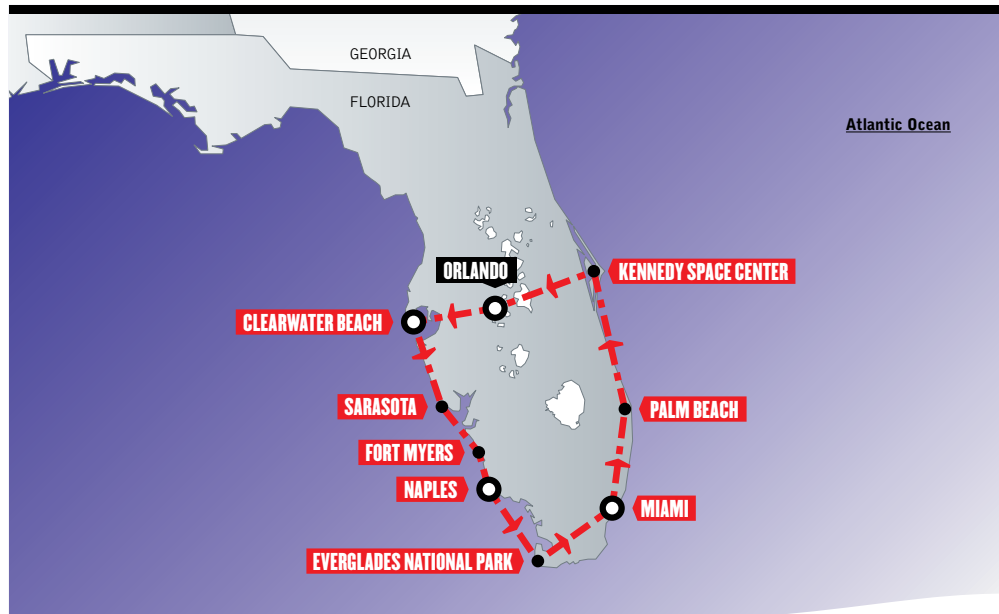 GEORGIA
FLORIDA
Atlantic Ocean
ORLANDO
KENNEDY SPACE CENTER
CLEARWATER BEACH
SARASOTA
PALM BEACH
FORT MYERS
NAPLES
MIAMI
EVERGLADES NATIONAL PARK